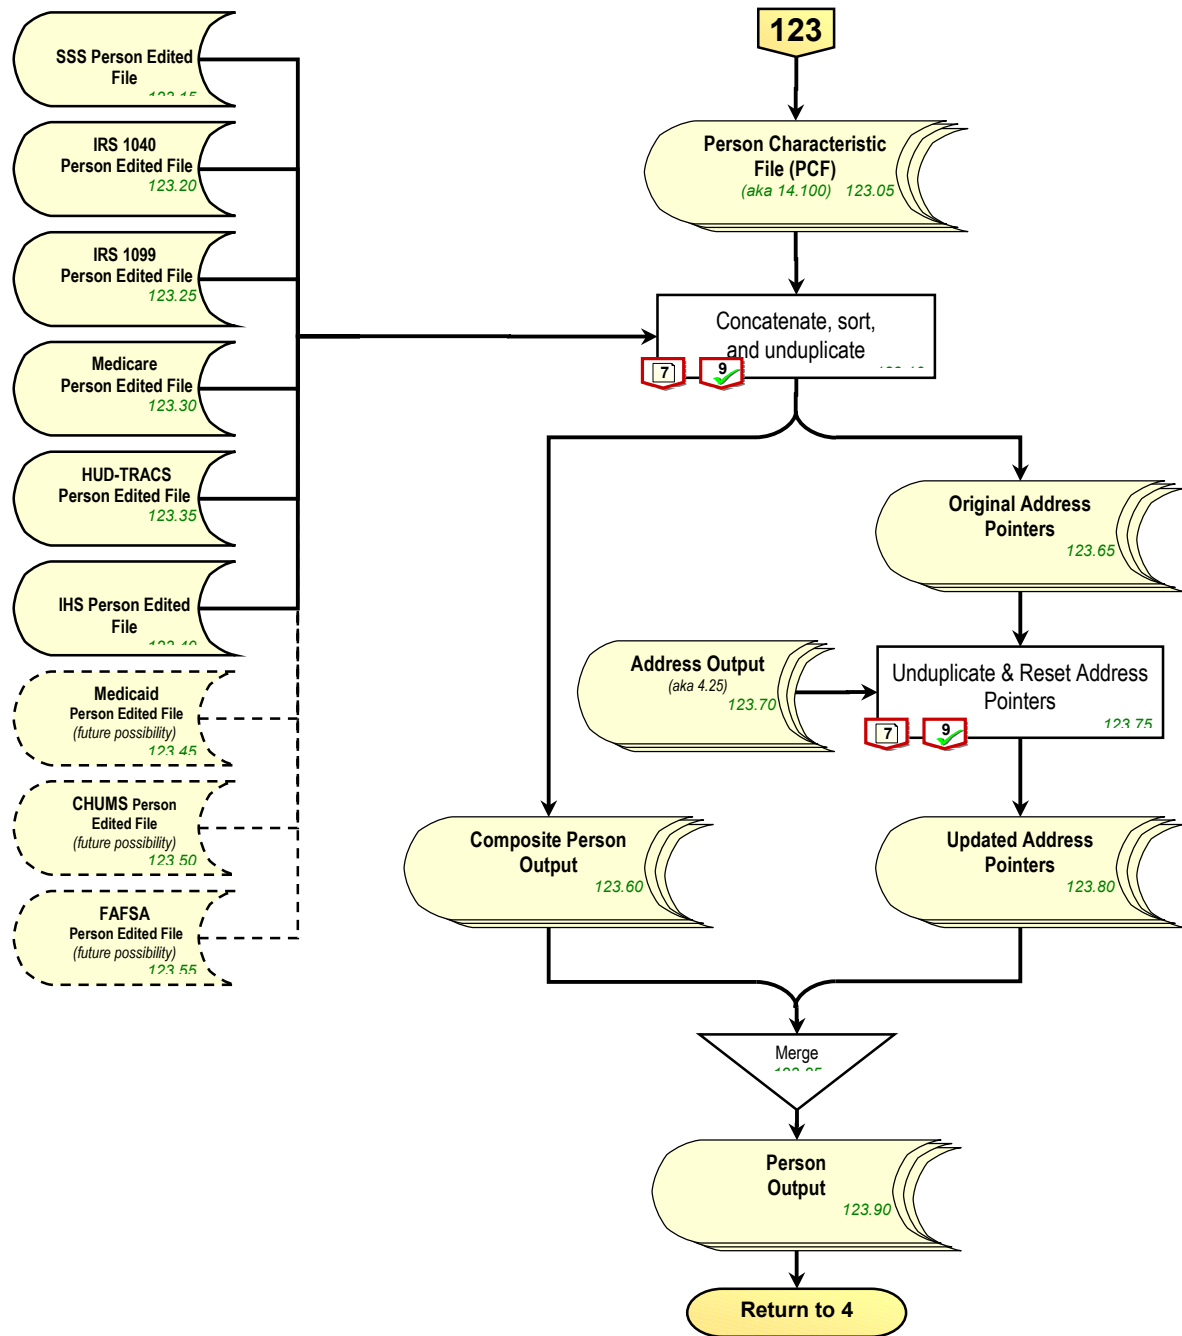 123
SSS Person Edited
File
123.15
IRS 1040
Person Edited File
123.20
IRS 1099
Person Edited File
123.25
Medicare
Person Edited File
123.30
HUD-TRACS
Person Edited File
123.35
IHS Person Edited
File
123.40
Medicaid
Person Edited File
(future possibility)
123.45
CHUMS Person
Edited File
(future possibility)
123.50
FAFSA
Person Edited File
(future possibility)
123.55
Person Characteristic
File (PCF)
(aka 14.100) 123.05
Concatenate, sort,
and unduplicate
7
9
Original Address
Pointers
123.65
Address Output
(aka 4.25)
123.70
Unduplicate & Reset Address
Pointers
123.75
7
9
Composite Person
Output
123.60
Updated Address
Pointers
123.80
Merge
Person
Output
123.90
Return to 4